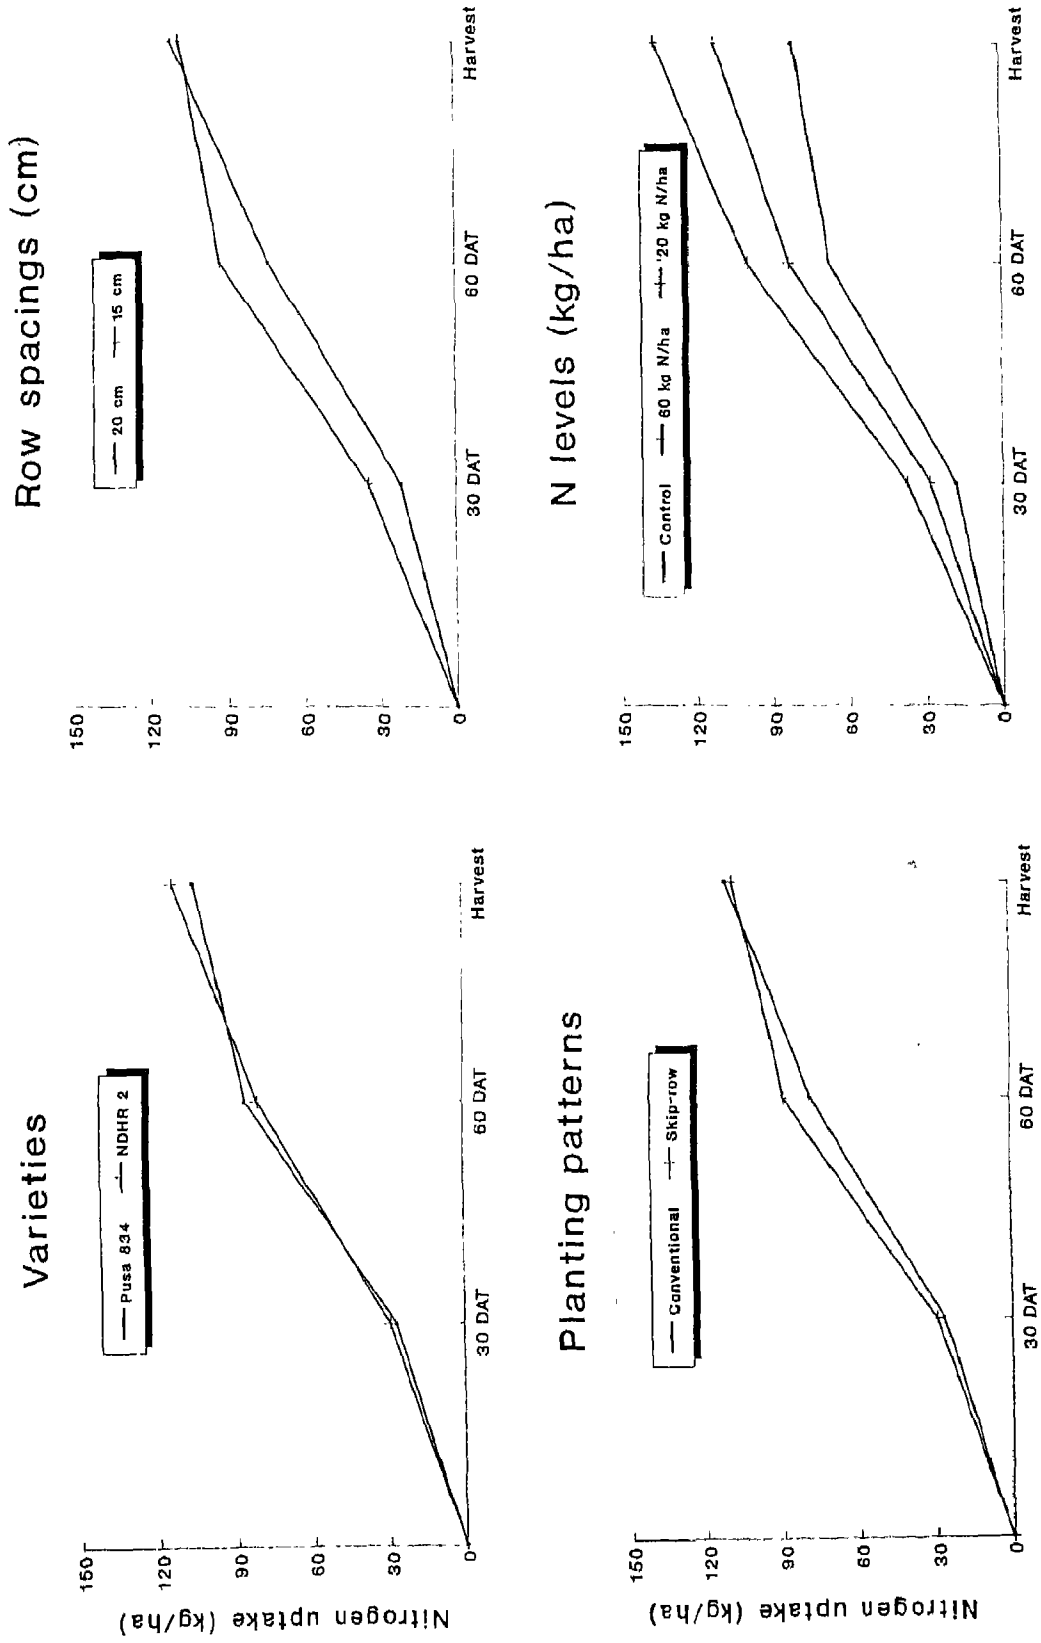 Varieties
Pusa 834 NDHR 2
Nitrogen uptake (kg/ha)
150
120
90
60
30
0
30 DAT 60 DAT Harvest
Row spacings (cm)
20 cm 15 cm
150
120
90
60
30
0
30 DAT 60 DAT Harvest
Planting patterns
Conventional Skip-row
Nitrogen uptake (kg/ha)
150
120
90
60
30
0
30 DAT 60 DAT Harvest
N levels (kg/ha)
Control 60 kg N/ha '20 kg N/ha
150
120
90
60
30
0
30 DAT 60 DAT Harvest